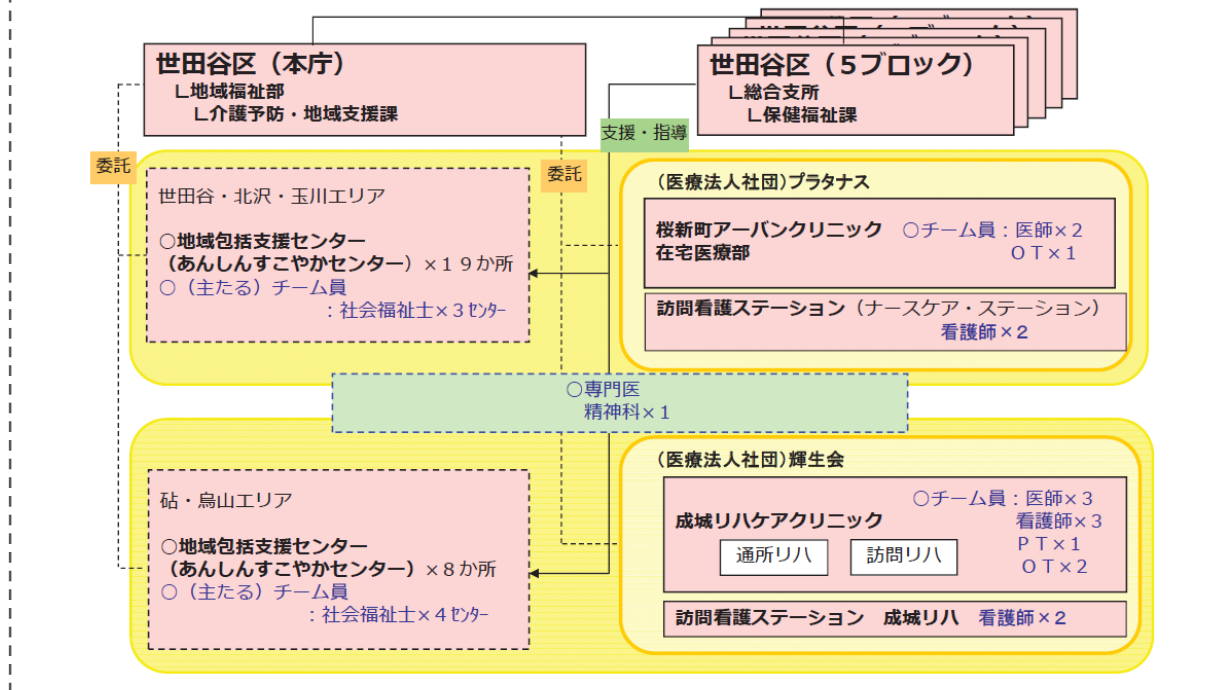 世田谷区（本庁）
∟地域福祉部
∟介護予防・地域支援課
世田谷区（５ブロック）
∟総合支所
∟保健福祉課
支援・指導
委託
委託
世田谷・北沢・玉川エリア
○地域包括支援センター
（あんしんすこやかセンター）×１９か所
○（主たる）チーム員
：社会福祉士×３ｾﾝﾀｰ
（医療法人社団）プラタナス
桜新町アーバンクリニック　○チーム員：医師×２
在宅医療部　ＯＴ×１
訪問看護ステーション（ナースケア・ステーション）
看護師×２
○専門医
精神科×１
砧・烏山エリア
○地域包括支援センター
（あんしんすこやかセンター）×８か所
○（主たる）チーム員
：社会福祉士×４ｾﾝﾀｰ
（医療法人社団）輝生会
○チーム員：医師×３
成城リハケアクリニック　看護師×３
ＰＴ×１
通所リハ　訪問リハ　ＯＴ×２
訪問看護ステーション　成城リハ　看護師×２